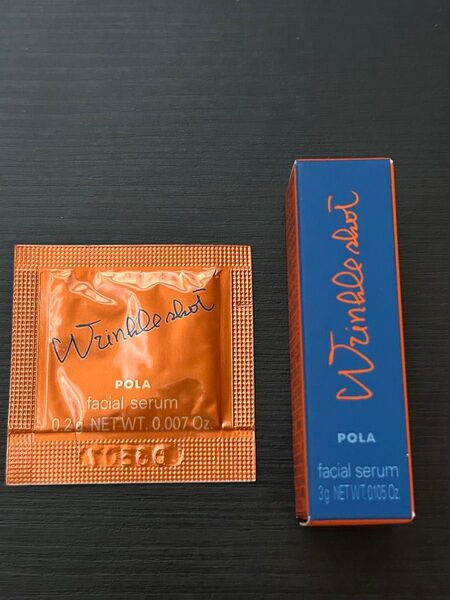 Wrinkle shot
POLA
facial serum
0.2g NET WT. 0.007 Oz.
Wrinkle shot
POLA
facial serum
3g NET WT. 0.105 Oz